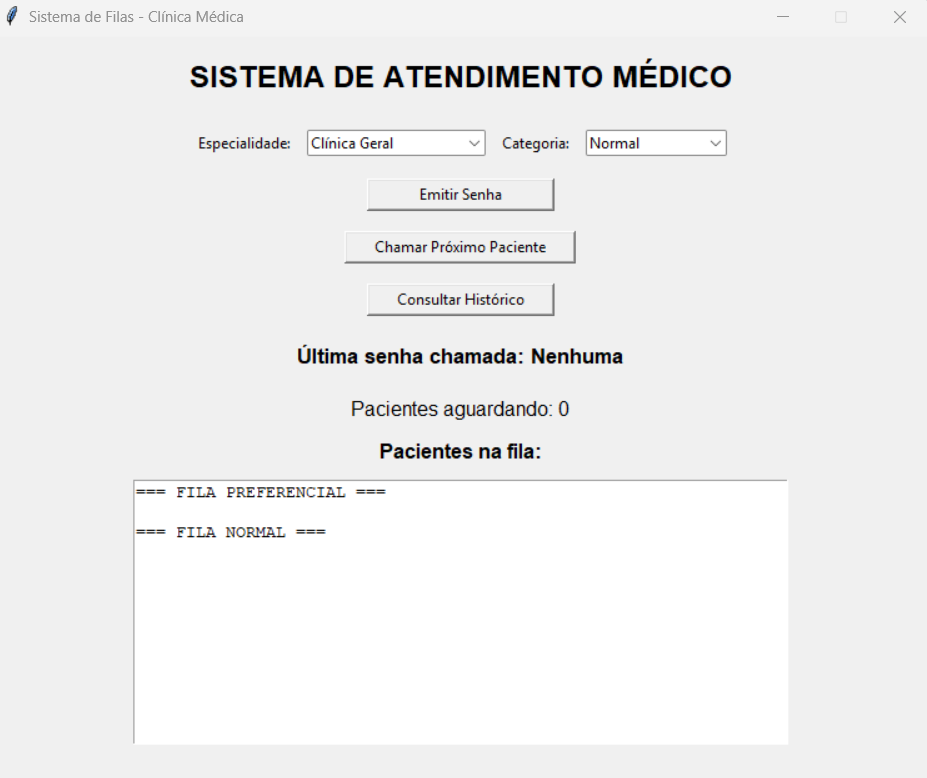 Sistema de Filas - Clínica Médica
SISTEMA DE ATENDIMENTO MÉDICO
Especialidade: Clínica Geral Categoria: Normal
Emitir Senha
Chamar Próximo Paciente
Consultar Histórico
Última senha chamada: Nenhuma
Pacientes aguardando: 0
Pacientes na fila:
=== FILA PREFERENCIAL ===
=== FILA NORMAL ===